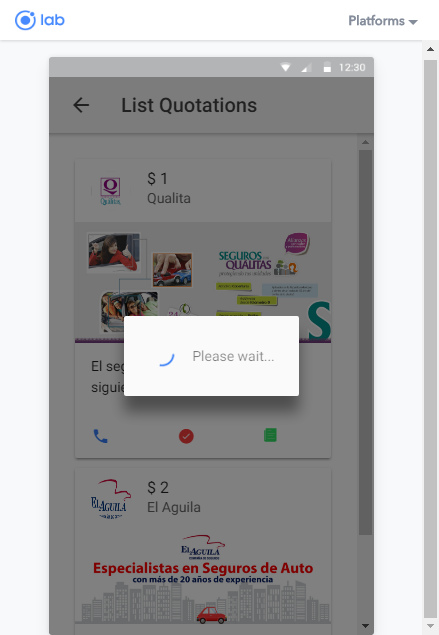 lab
Platforms
12:30
List Quotations
$ 1
Qualita
Q
Qualitas
SEGUROS
QUALITAS
$ 2
El Aguila
EL AGUILA
Please wait...
El seg
siguie
EL AGUILA
Especialistas en Seguros de Auto
con más de 20 años de experiencia